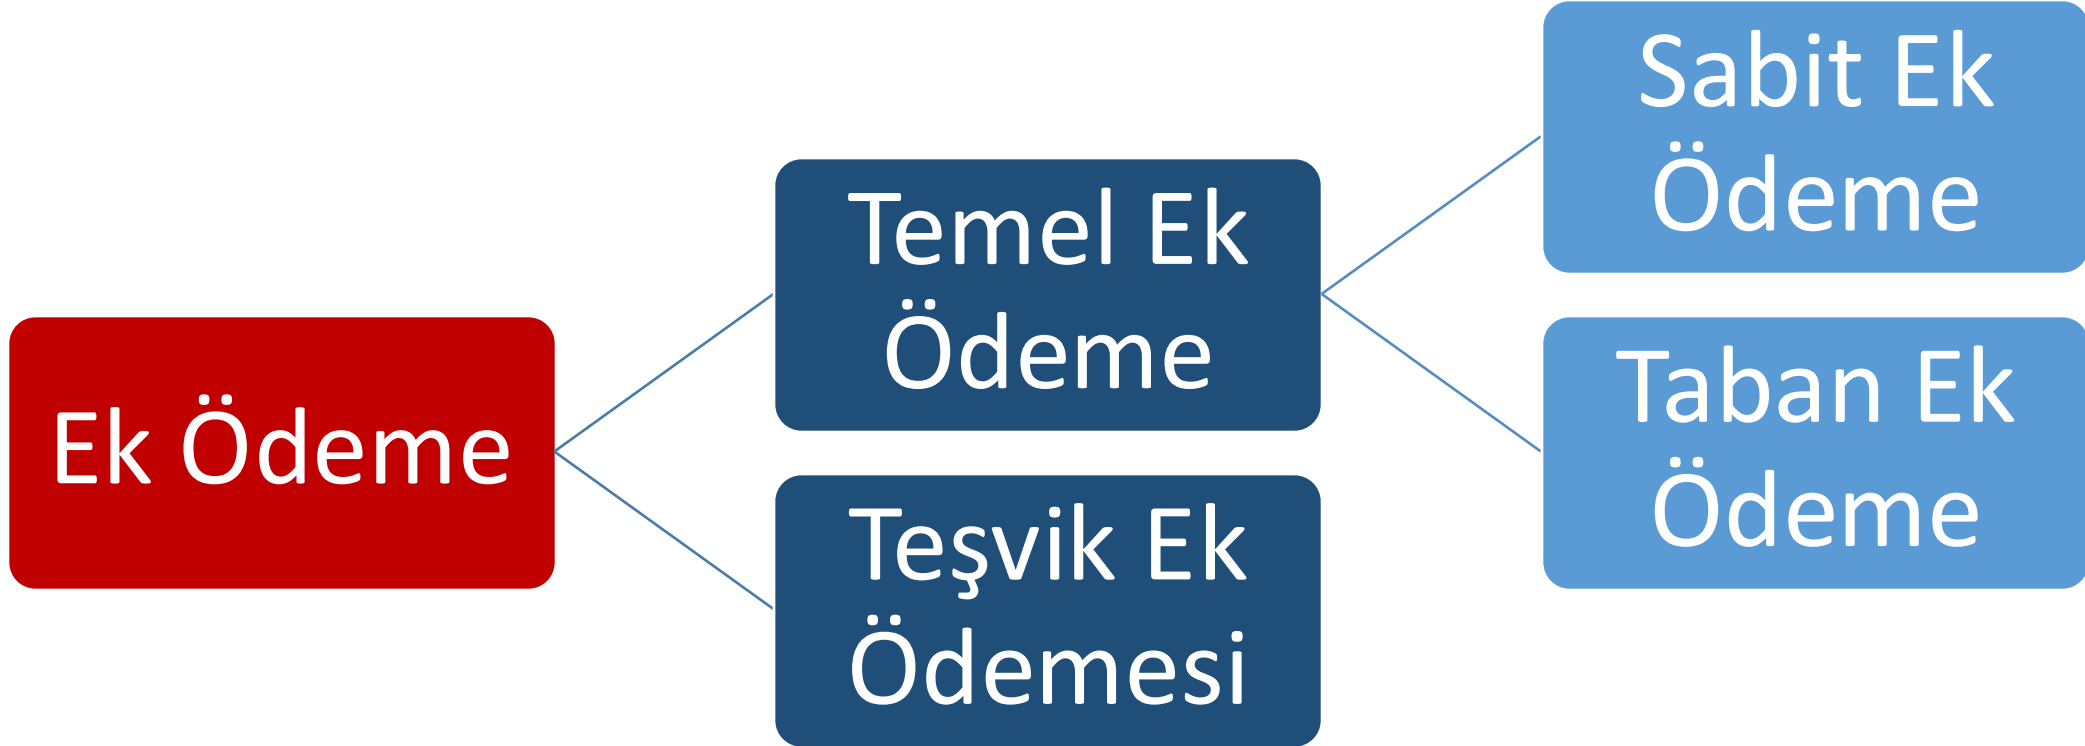 Ek Ödeme
Temel Ek
Ödeme
Teşvik Ek
Ödemesi
Sabit Ek
Ödeme
Taban Ek
Ödeme